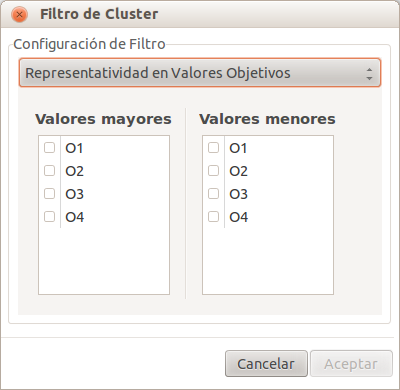 Filtro de Cluster
Configuración de Filtro
Representatividad en Valores Objetivos
Valores mayores
Valores menores
O1
O2
O3
O4
O1
O2
O3
O4
Cancelar
Aceptar